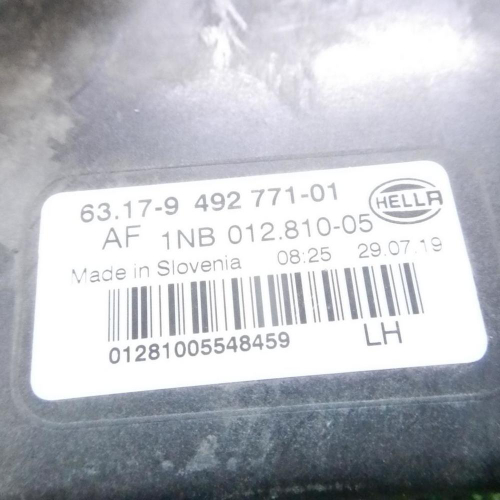 63.17-9 492 771-01
HELLA
AF 1NB 012.810-05
Made in Slovenia 08:25 29.07.19
01281005548459 LH